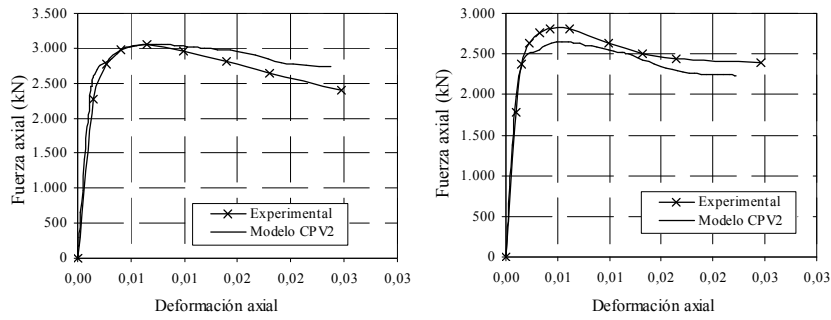 3.500
3.000
2.500
2.000
1.500
1.000
500
0
Fuerza axial (kN)
Experimental
Modelo CPV2
0,00 0,01 0,01 0,02 0,02 0,03 0,03
Deformación axial
3.000
2.500
2.000
1.500
1.000
500
0
Fuerza axial (kN)
Experimental
Modelo CPV2
0,00 0,01 0,01 0,02 0,02 0,03 0,03
Deformación axial